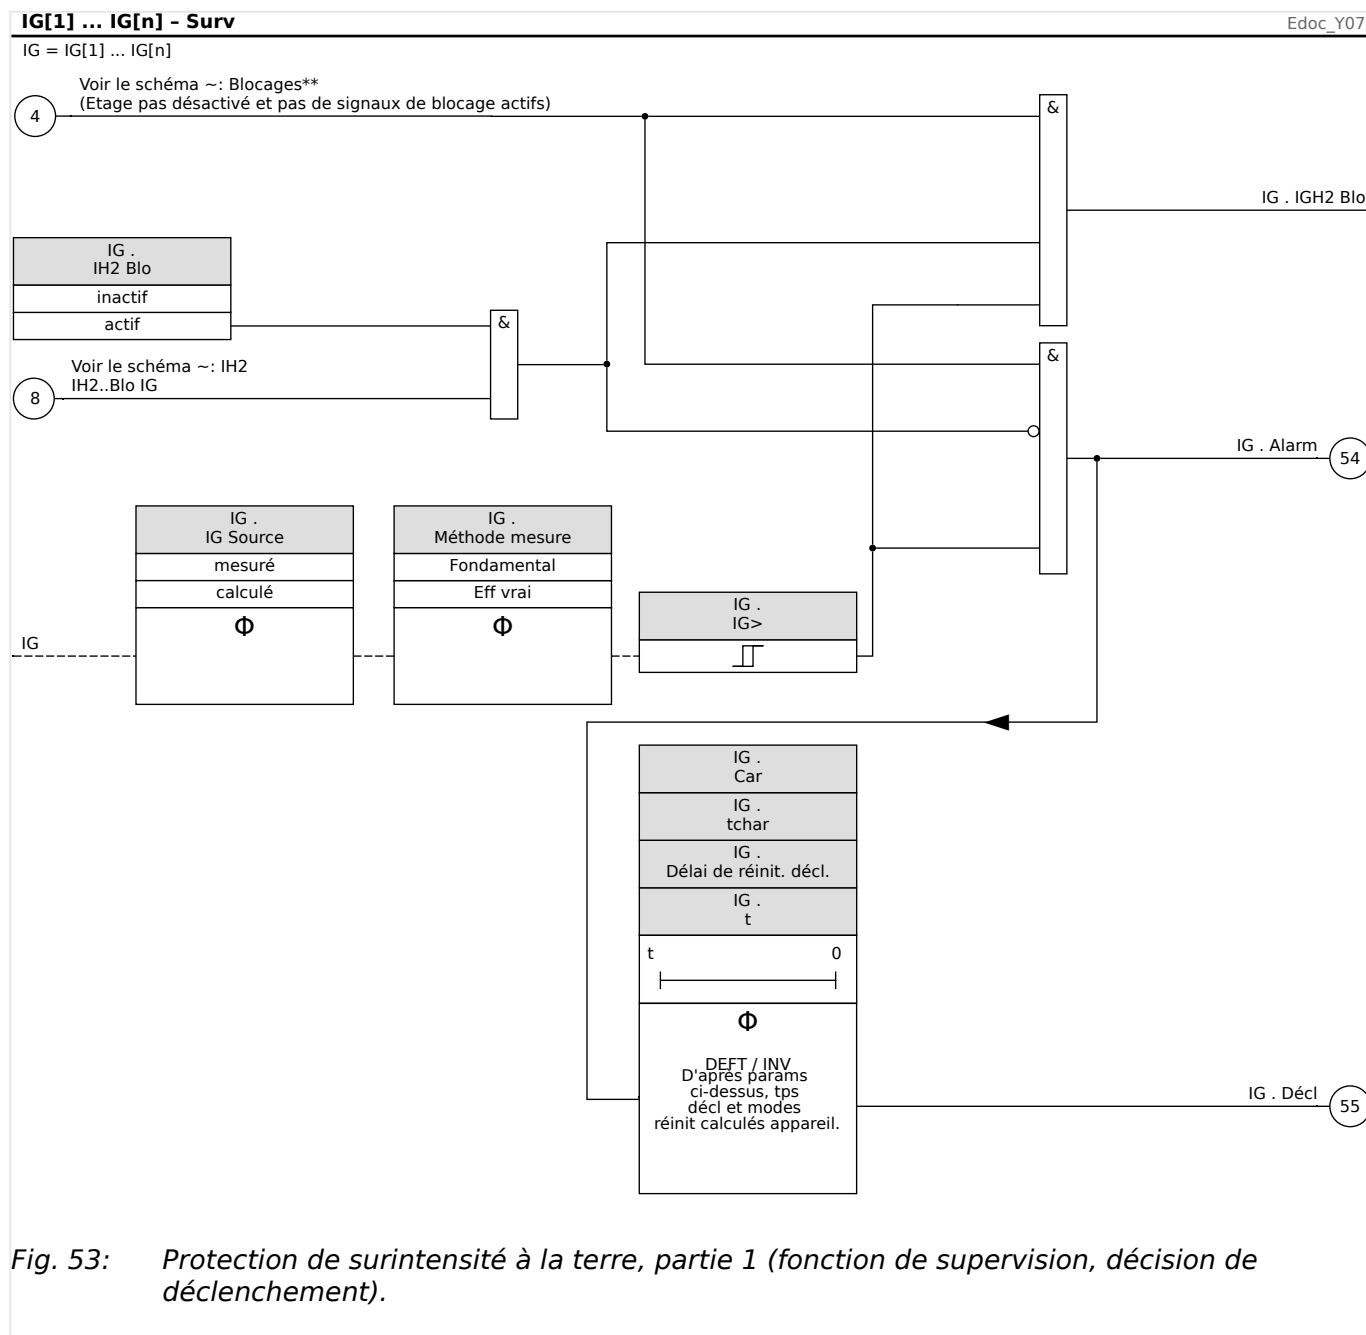 IG[1] ... IG[n] – Surv
Edoc_Y07
IG = IG[1] ... IG[n]
Voir le schéma ~: Blocages**
(Etage pas désactivé et pas de signaux de blocage actifs)
4
&
IG . IGH2 Blo
IG .
IH2 Blo
inactif
actif
&
Voir le schéma ~: IH2
IH2..Blo IG
8
&
IG . Alarm
54
IG .
IG Source
mesuré
calculé
Φ
IG .
Méthode mesure
Fondamental
Eff vrai
Φ
IG .
IG>
IG
IG .
Car
IG .
tchar
IG .
Délai de réinit. décl.
IG .
t
t 0
Φ
DEFT / INV
D'après params
ci-dessus, tps
décl et modes
réinit calculés appareil.
IG . Décl
55
Fig. 53: Protection de surintensité à la terre, partie 1 (fonction de supervision, décision de
déclenchement).